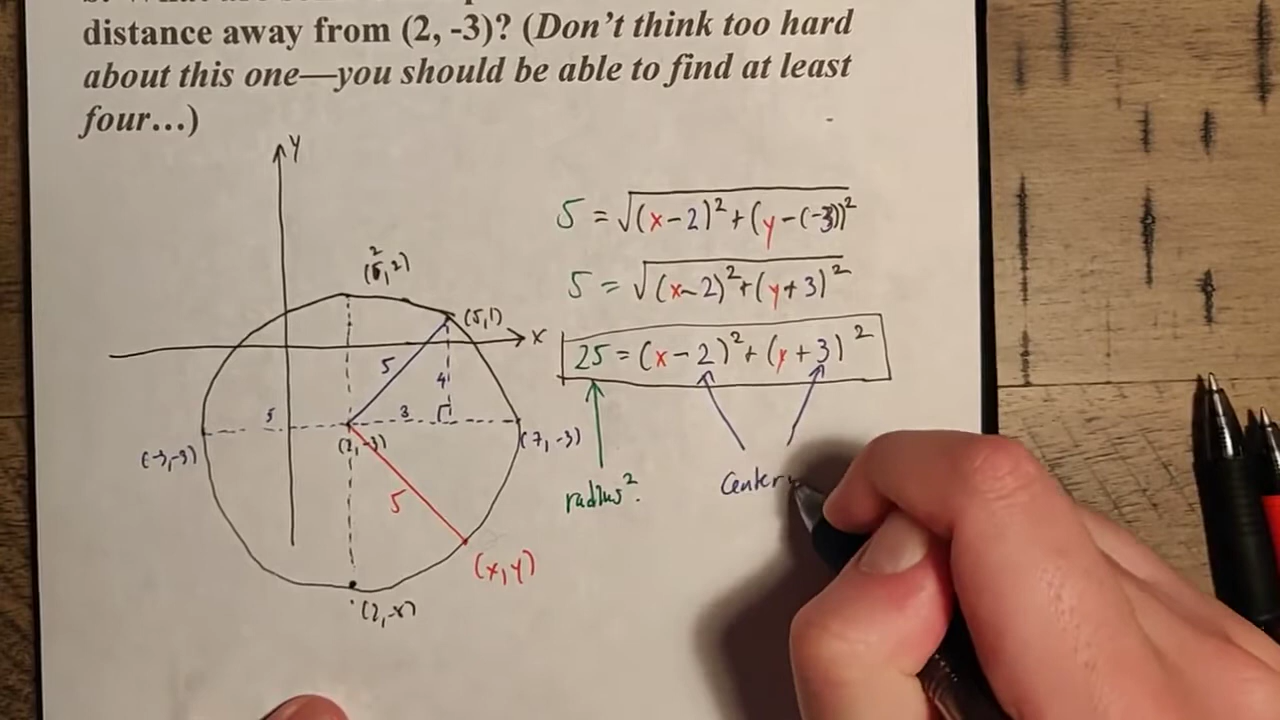 distance away from (2, -3)? (Don't think too hard
about this one—you should be able to find at least
four...)
y
5 = √(x-2)²+(y-(-3))²
2
(5,2)
5 = √(x-2)²+(y+3)²
(5,1)
x
25 = (x-2)²+(y+3)²
5
4
5
3
(2,-3)
(7,-3)
(-3,-3)
radius².
Center
5
(x,y)